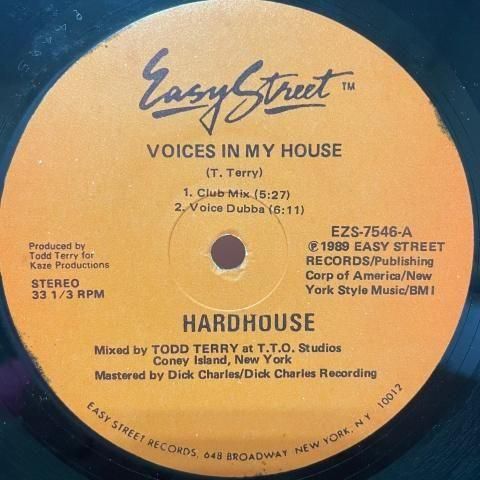 Easy Street ™
VOICES IN MY HOUSE
(T. Terry)
1. Club Mix (5:27)
2. Voice Dubba (6:11)
Produced by
Todd Terry for
Kaze Productions
STEREO
33 1/3 RPM
EZS-7546-A
℗1989 EASY STREET
RECORDS/Publishing
Corp of America/New
York Style Music/BMI
HARDHOUSE
Mixed by TODD TERRY at T.T.O. Studios
Coney Island, New York
Mastered by Dick Charles/Dick Charles Recording
EASY STREET RECORDS, 648 BROADWAY NEW YORK, N.Y. 10012